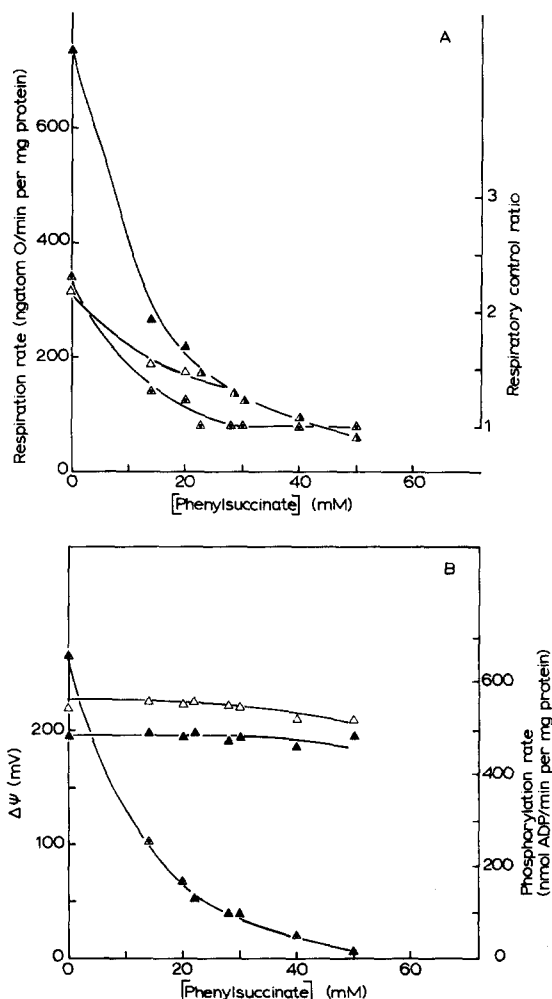 A
Respiration rate (ngatom O/min per mg protein)
600
400
200
0
3
2
1
Respiratory control ratio
0
20
40
60
[Phenylsuccinate] (mM)
B
ΔΨ (mV)
200
100
0
600
400
200
0
Phosphorylation rate
(nmol ADP/min per mg protein)
0
20
40
60
[Phenylsuccinate] (mM)